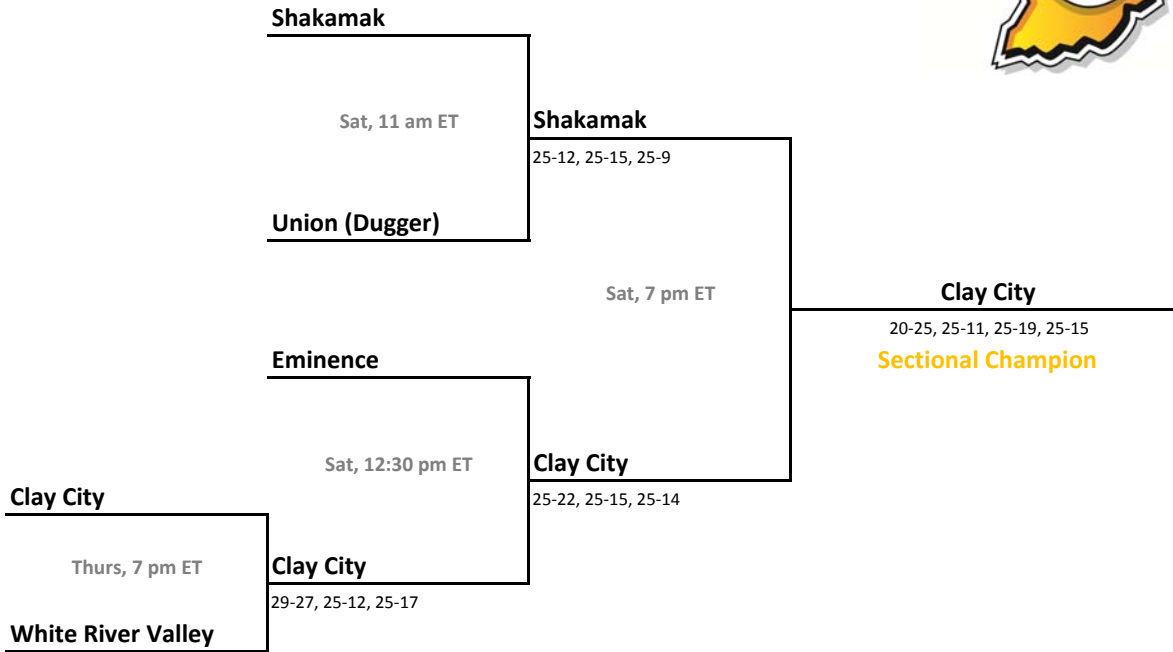 Shakamak
Sat, 11 am ET
Shakamak
25-12, 25-15, 25-9
Union (Dugger)
Sat, 7 pm ET
Clay City
20-25, 25-11, 25-19, 25-15
Sectional Champion
Eminence
Sat, 12:30 pm ET
Clay City
25-22, 25-15, 25-14
Clay City
Thurs, 7 pm ET
Clay City
29-27, 25-12, 25-17
White River Valley